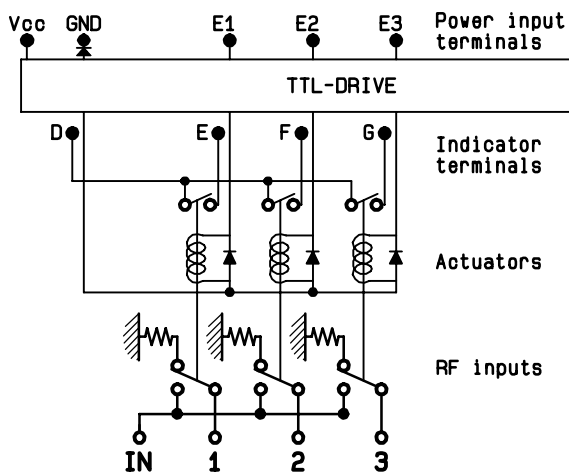 Vcc GND E1 E2 E3 Power input
terminals
TTL-DRIVE
D E F G Indicator
terminals
Actuators
RF inputs
IN 1 2 3